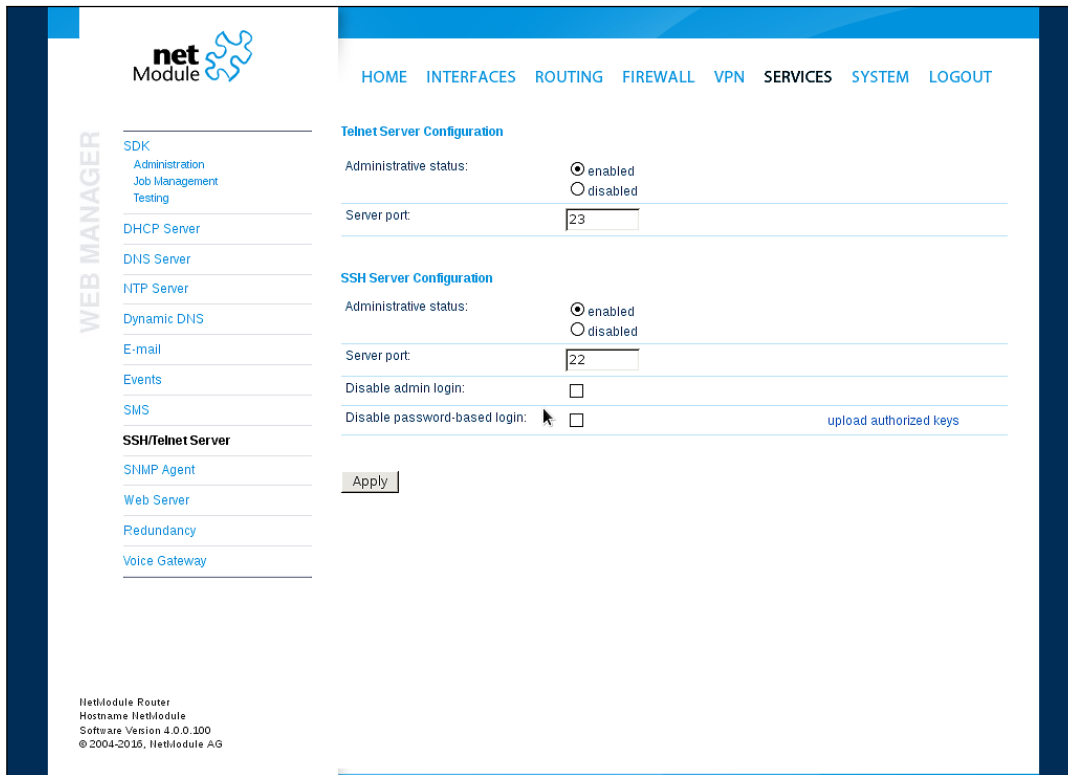 net
Module
HOME INTERFACES ROUTING FIREWALL VPN SERVICES SYSTEM LOGOUT
WEB MANAGER
SDK
Administration
Job Management
Testing
DHCP Server
DNS Server
NTP Server
Dynamic DNS
E-mail
Events
SMS
SSH/Telnet Server
SNMP Agent
Web Server
Redundancy
Voice Gateway
Telnet Server Configuration
Administrative status:
enabled
disabled
Server port: 23
SSH Server Configuration
Administrative status:
enabled
disabled
Server port: 22
Disable admin login:
Disable password-based login: upload authorized keys
Apply
NetModule Router
Hostname NetModule
Software Version 4.0.0.100
© 2004-2016, NetModule AG